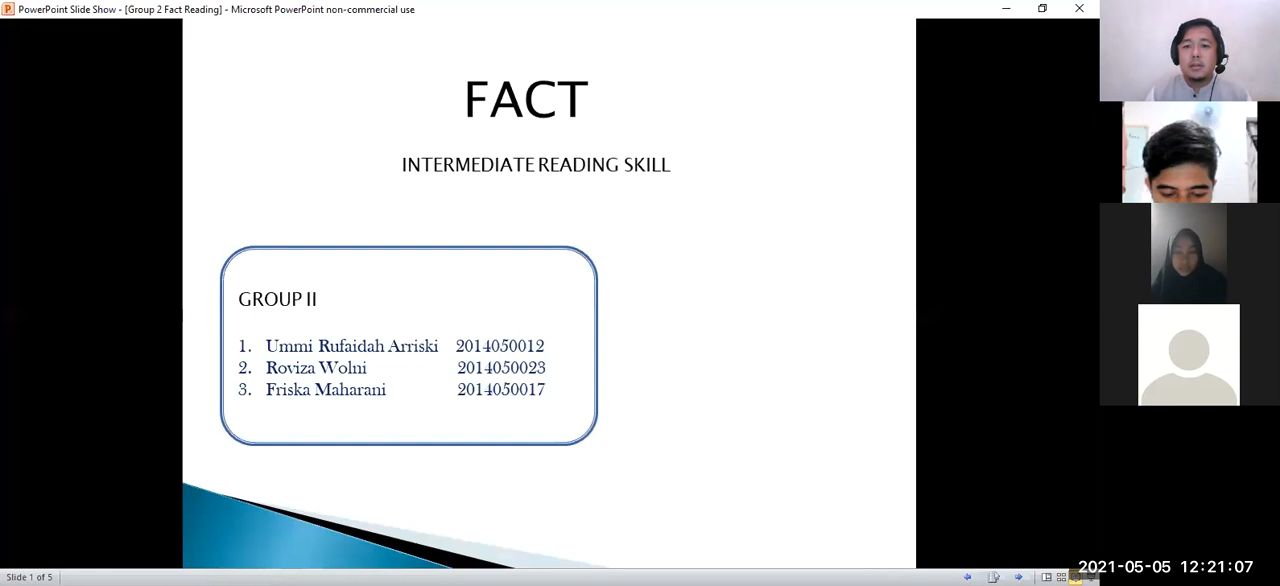 PowerPoint Slide Show - [Group 2 Fact Reading] - Microsoft PowerPoint non-commercial use
FACT
INTERMEDIATE READING SKILL
GROUP II
1. Ummi Rufaidah Arriski 2014050012
2. Roviza Wolni 2014050023
3. Friska Maharani 2014050017
Slide 1 of 5
2021-05-05 12:21:07